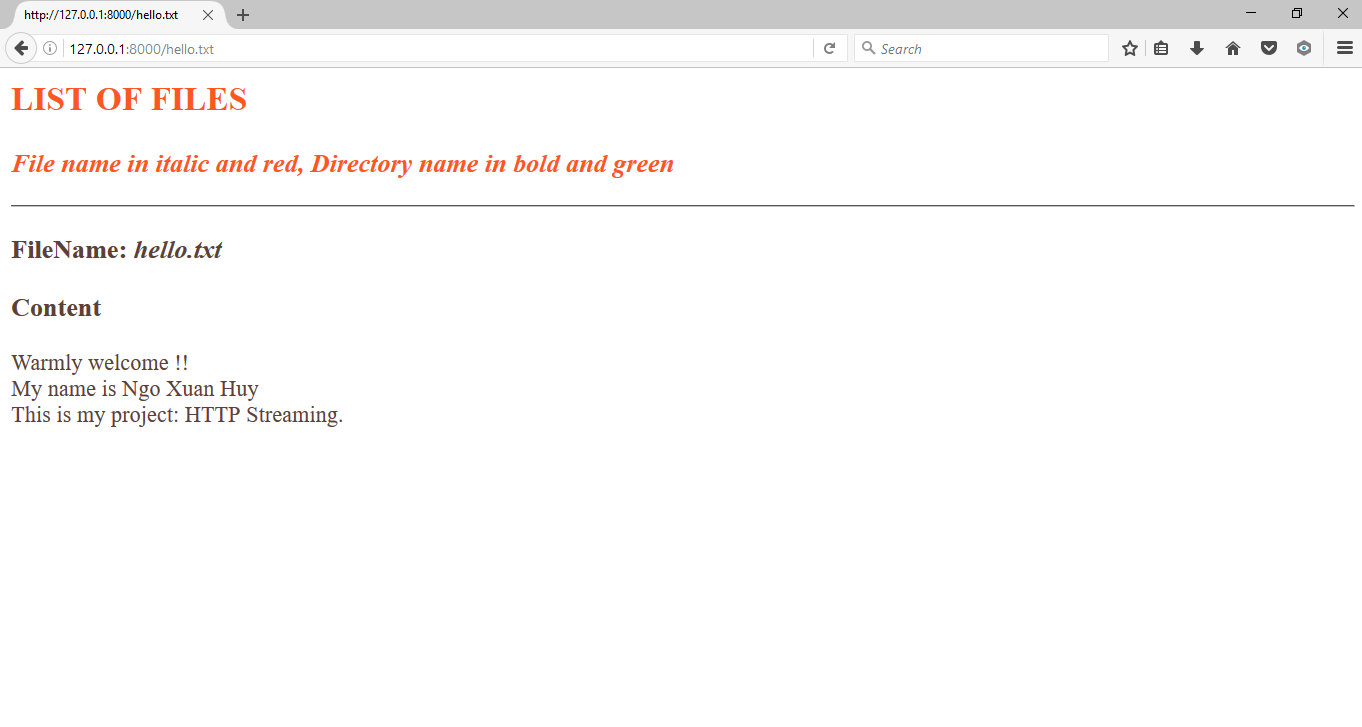 http://127.0.0.1:8000/hello.txt
127.0.0.1:8000/hello.txt
Search
LIST OF FILES
File name in italic and red, Directory name in bold and green
FileName: hello.txt
Content
Warmly welcome !!
My name is Ngo Xuan Huy
This is my project: HTTP Streaming.